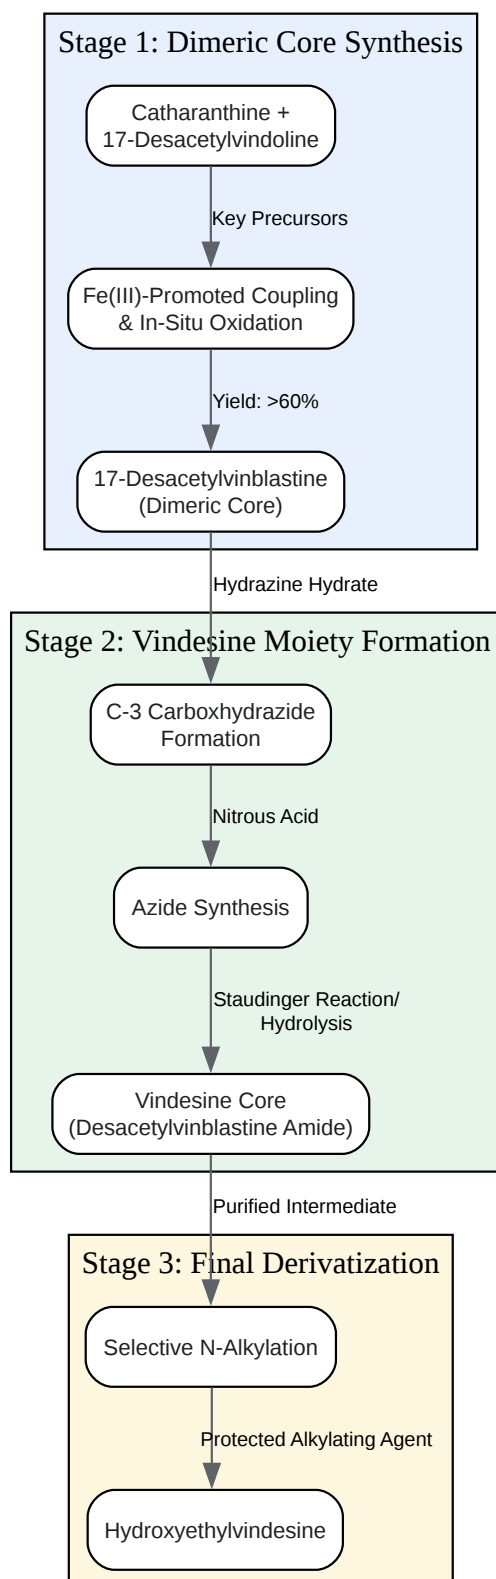 Stage 1: Dimeric Core Synthesis
Catharanthine +
17-Desacetylvindoline
Key Precursors
Fe(III)-Promoted Coupling
& In-Situ Oxidation
Yield: >60%
17-Desacetylvinblastine
(Dimeric Core)
Hydrazine Hydrate
Stage 2: Vindesine Moiety Formation
C-3 Carboxhydrazide
Formation
Nitrous Acid
Azide Synthesis
Staudinger Reaction/
Hydrolysis
Vindesine Core
(Desacetylvinblastine Amide)
Purified Intermediate
Stage 3: Final Derivatization
Selective N-Alkylation
Protected Alkylating Agent
Hydroxyethylvindesine